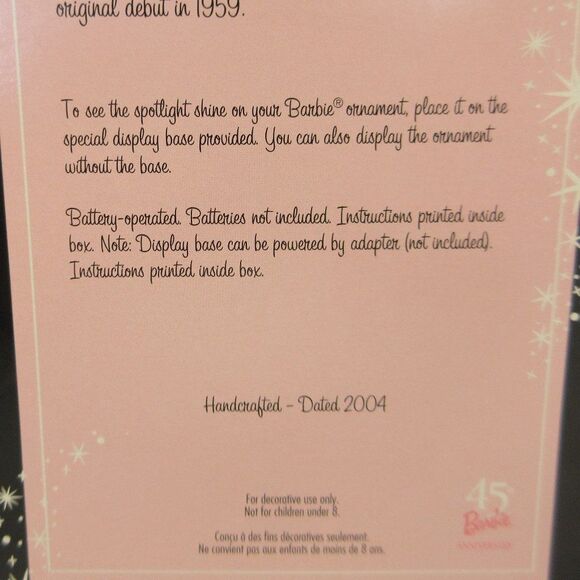 original debut in 1959.
To see the spotlight shine on your Barbie® ornament, place it on the
special display base provided. You can also display the ornament
without the base.
Battery-operated. Batteries not included. Instructions printed inside
box. Note: Display base can be powered by adapter (not included).
Instructions printed inside box.
Handcrafted – Dated 2004
For decorative use only.
Not for children under 8.
Conçu à des fins décoratives seulement.
Ne convient pas aux enfants de moins de 8 ans.
45
Barbie
ANNIVERSARY